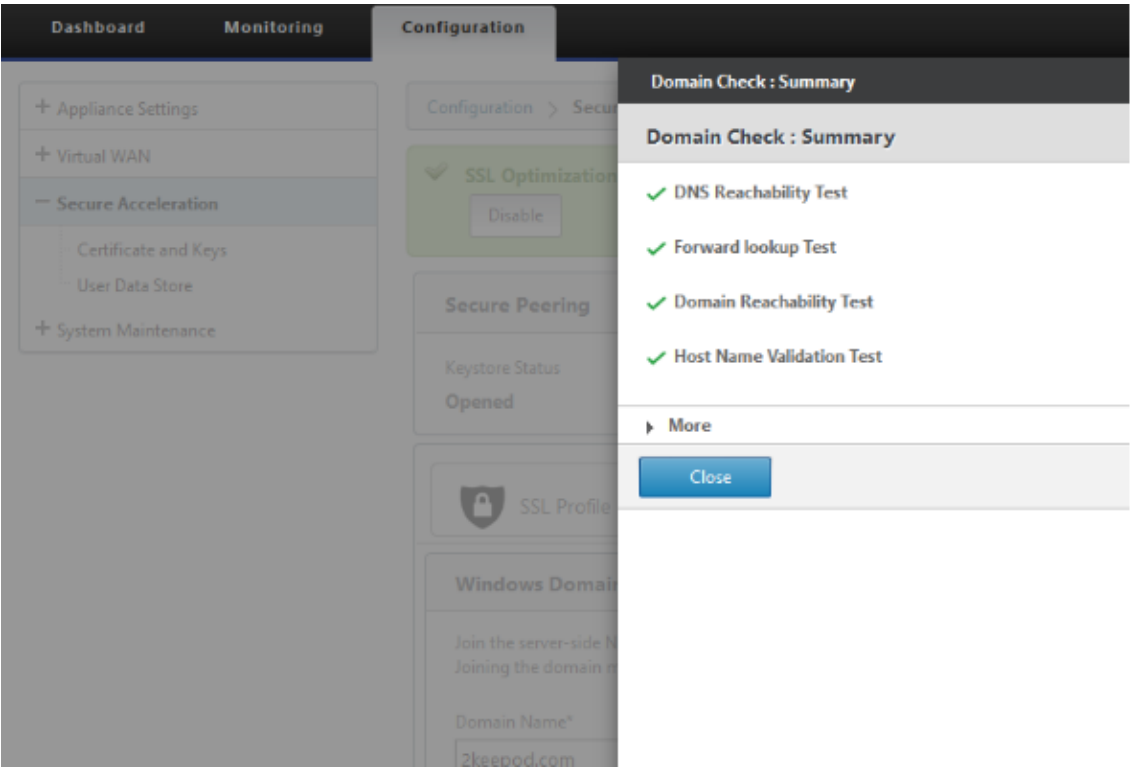 Dashboard Monitoring Configuration
Domain Check : Summary
+ Appliance Settings
Configuration > Secur
Domain Check : Summary
+ Virtual WAN
SSL Optimization
− Secure Acceleration
DNS Reachability Test
Disable
Certificate and Keys
Forward lookup Test
User Data Store
Secure Peering
Domain Reachability Test
+ System Maintenance
Keystore Status
Host Name Validation Test
Opened
More
Close
SSL Profile
Windows Domain
Join the server-side N
Joining the domain m
Domain Name*
2keepod.com